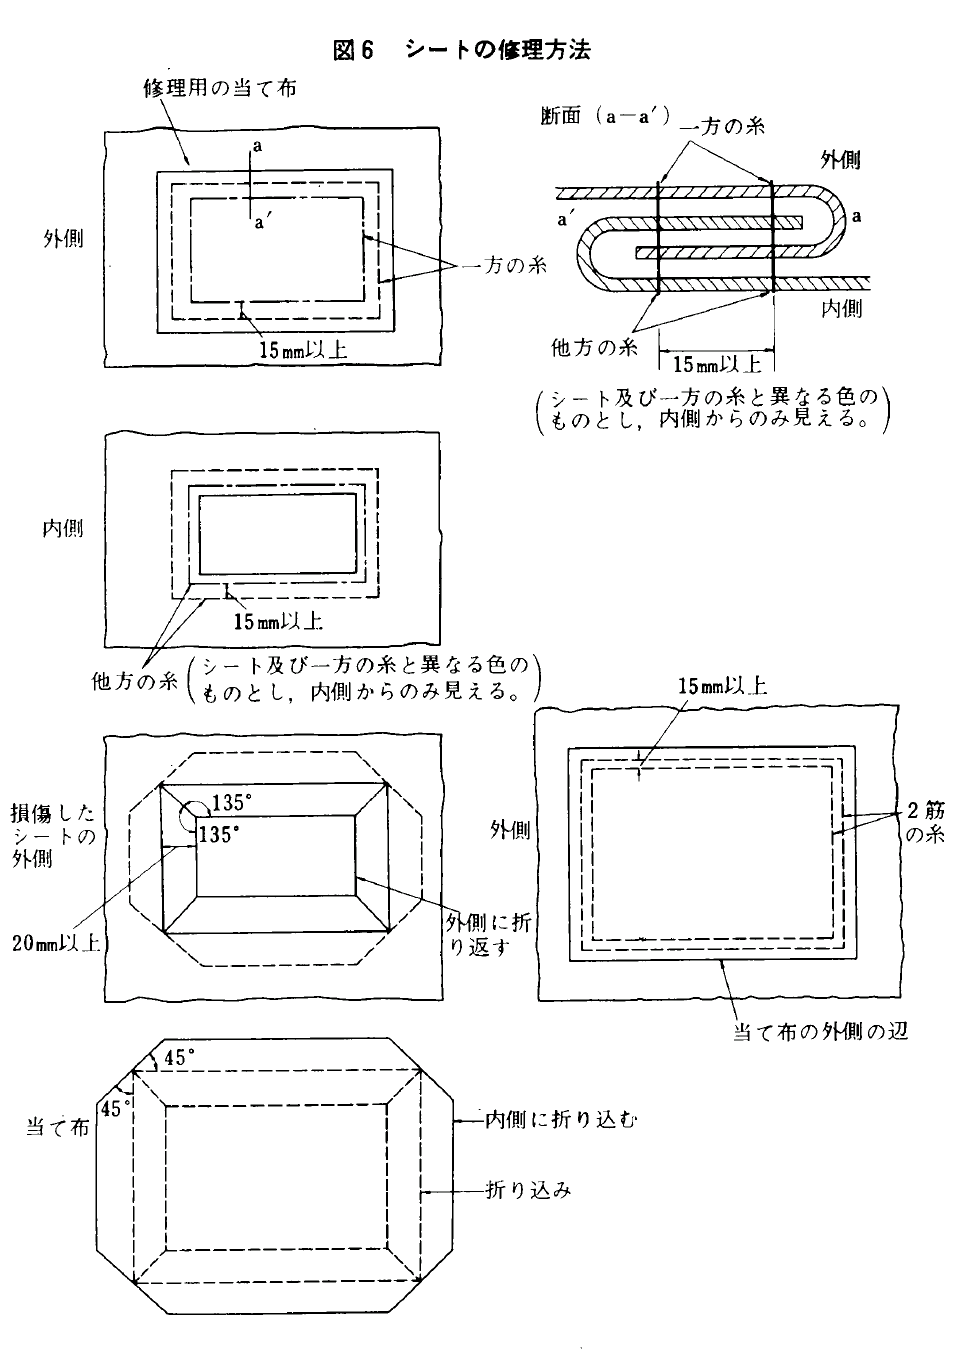 図6 シートの修理方法
修理用の当て布
a
a′
外側
一方の糸
15mm以上
断面(a-a′)
一方の糸
外側
a′
a
内側
他方の糸
15mm以上
(シート及び一方の糸と異なる色の
ものとし,内側からのみ見える。)
内側
15mm以上
他方の糸
(シート及び一方の糸と異なる色の
ものとし,内側からのみ見える。)
損傷した
シートの
外側
135°
135°
20mm以上
外側に折
り返す
15mm以上
外側
2筋
の糸
当て布の外側の辺
45°
45°
当て布
内側に折り込む
折り込み